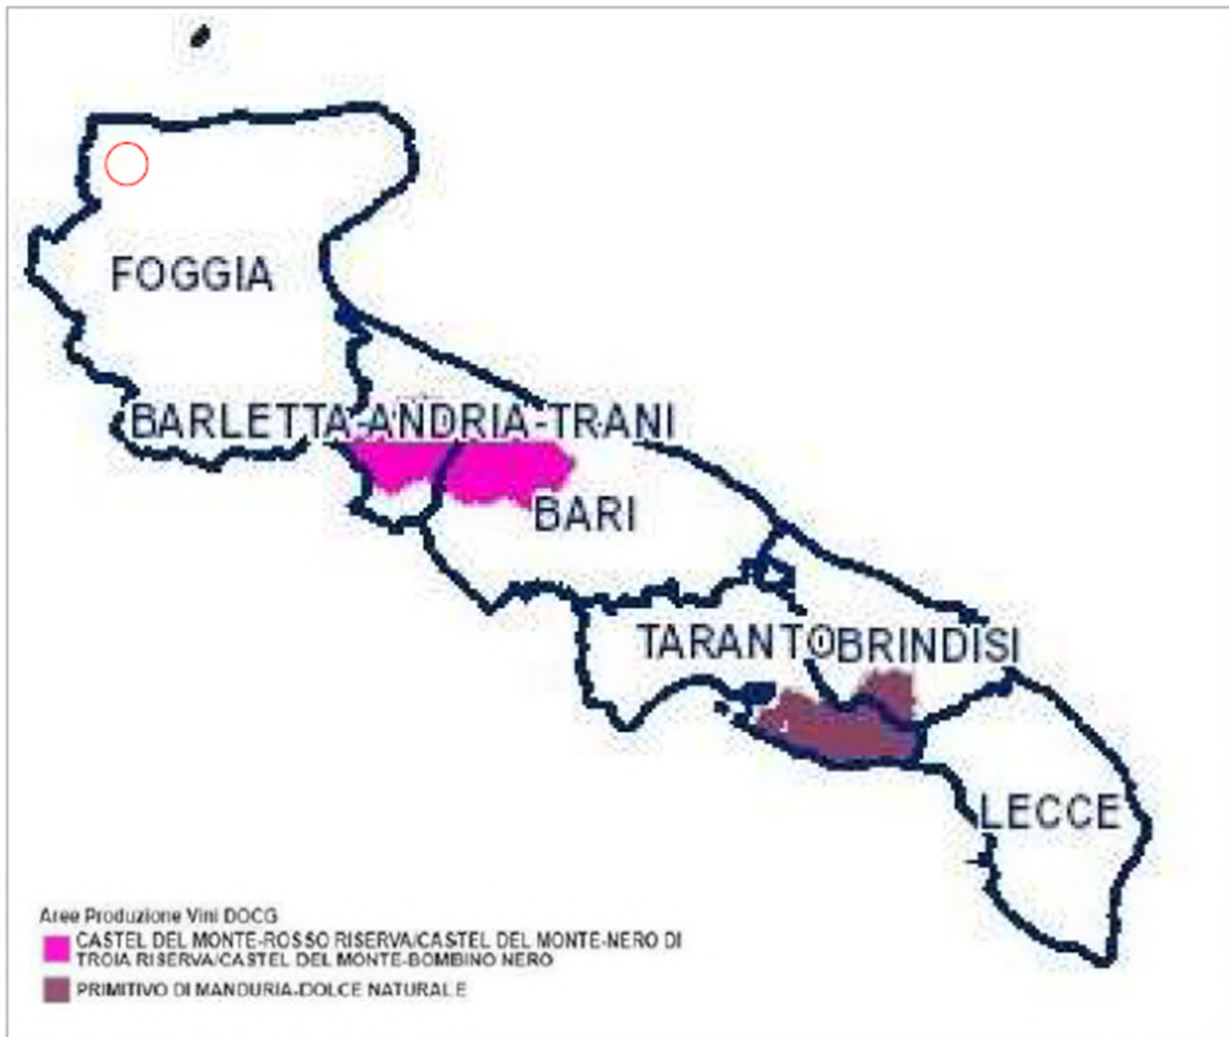 FOGGIA
BARLETTA-ANDRIA-TRANI
BARI
TARANTO
BRINDISI
LECCE
Aree Produzione Vini DOCG
CASTEL DEL MONTE-ROSSO RISERVA/CASTEL DEL MONTE-NERO DI
TROIA RISERVA/CASTEL DEL MONTE-BOMBINO NERO
PRIMITIVO DI MANDURIA-DOLCE NATURALE